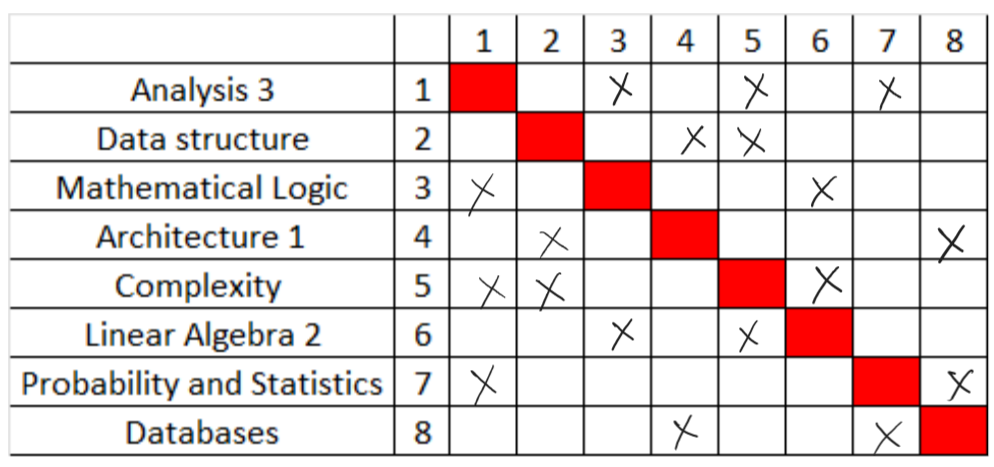 1 2 3 4 5 6 7 8
Analysis 3 1 X X X
Data structure 2 X X
Mathematical Logic 3 X X
Architecture 1 4 X X
Complexity 5 X X X
Linear Algebra 2 6 X X
Probability and Statistics 7 X X
Databases 8 X X